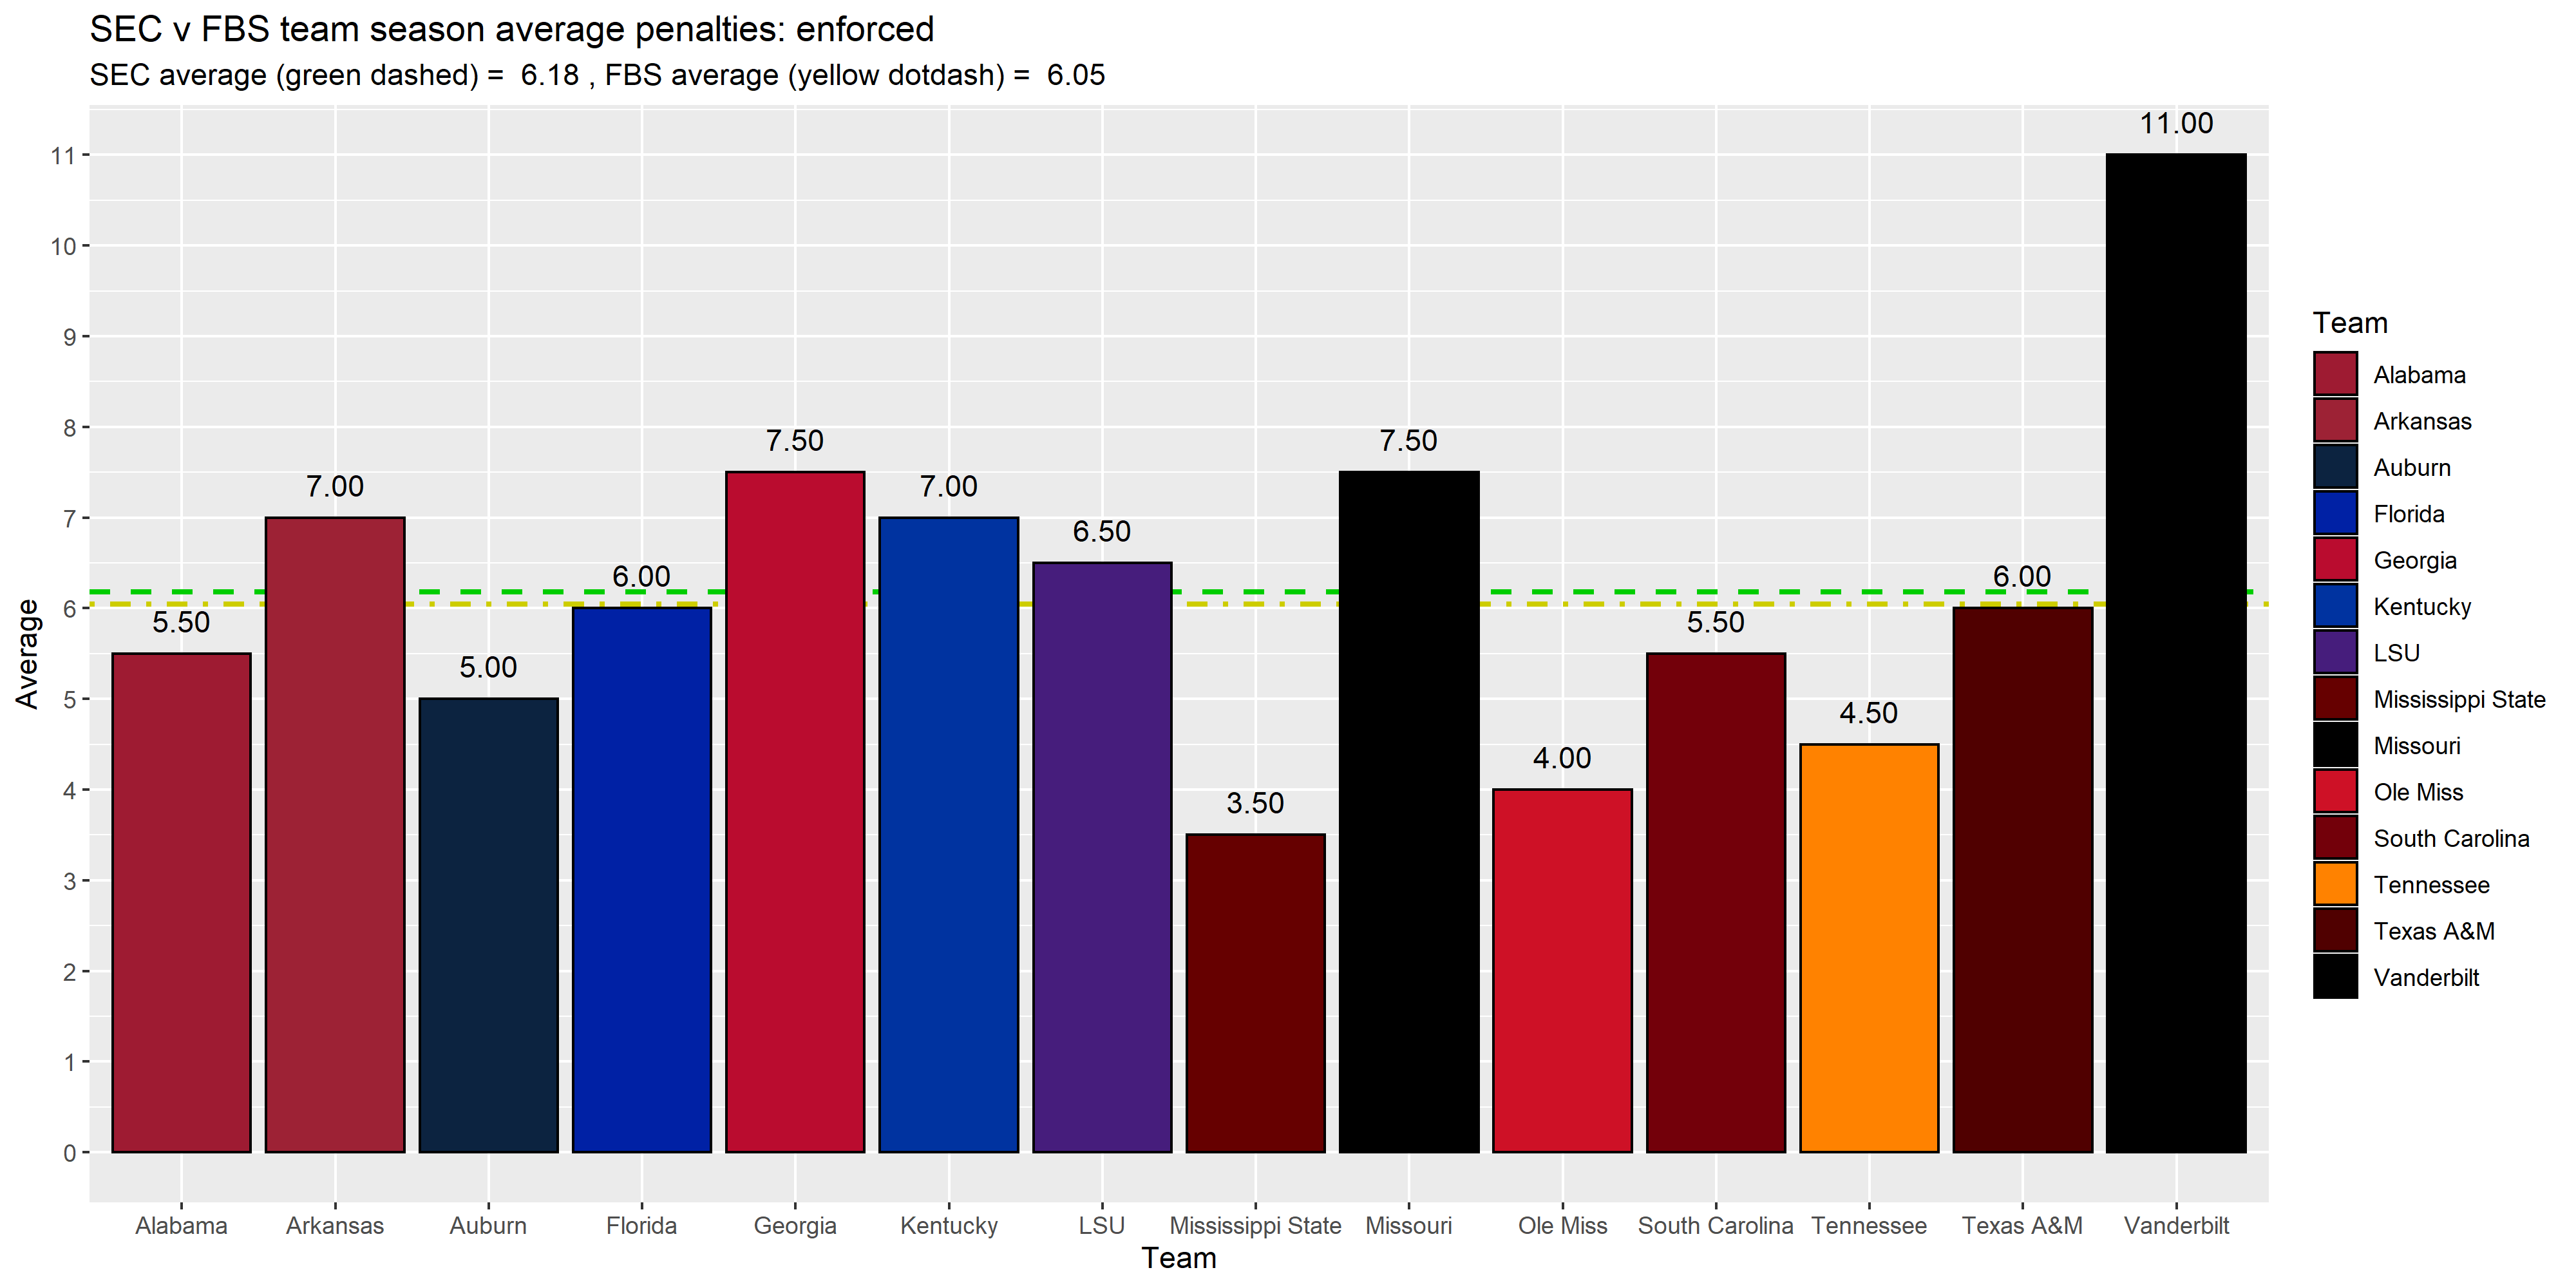 SEC v FBS team season average penalties: enforced
SEC average (green dashed) =  6.18 , FBS average (yellow dotdash) =  6.05
Average
11
10
9
8
7
6
5
4
3
2
1
0
5.50
7.00
5.00
6.00
7.50
7.00
6.50
3.50
7.50
4.00
5.50
4.50
6.00
11.00
Alabama
Arkansas
Auburn
Florida
Georgia
Kentucky
LSU
Mississippi State
Missouri
Ole Miss
South Carolina
Tennessee
Texas A&M
Vanderbilt
Team
Team
Alabama
Arkansas
Auburn
Florida
Georgia
Kentucky
LSU
Mississippi State
Missouri
Ole Miss
South Carolina
Tennessee
Texas A&M
Vanderbilt